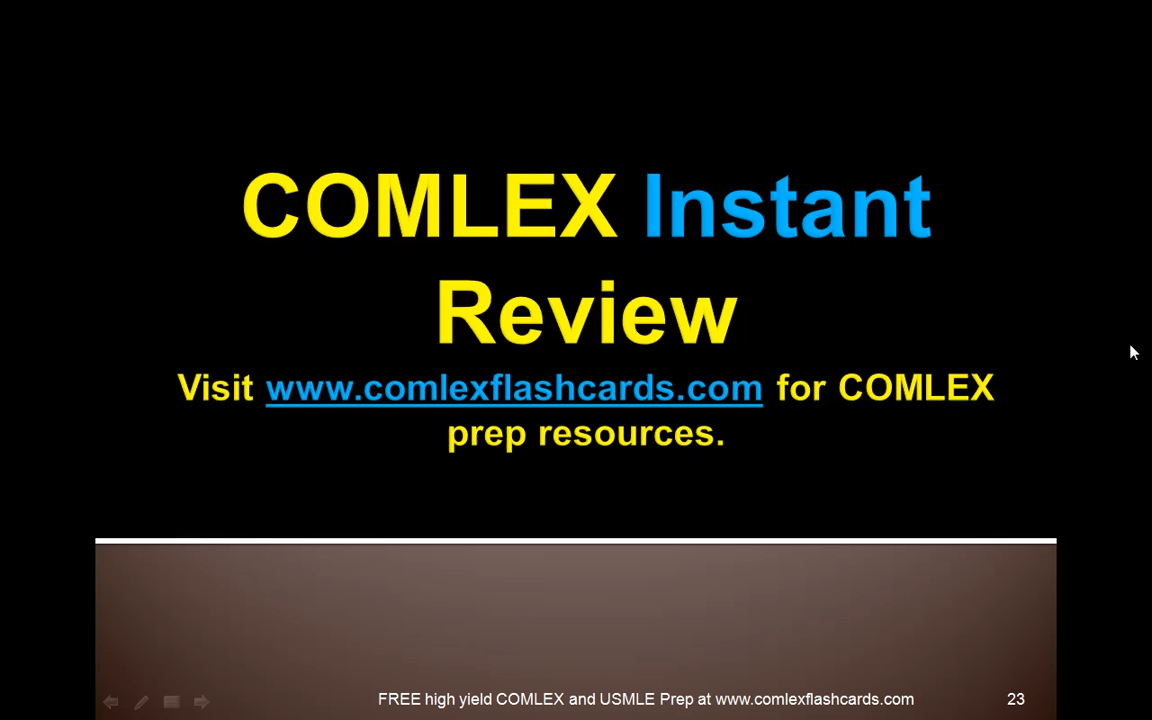 COMLEX Instant
Review
Visit www.comlexflashcards.com for COMLEX
prep resources.
FREE high yield COMLEX and USMLE Prep at www.comlexflashcards.com 23